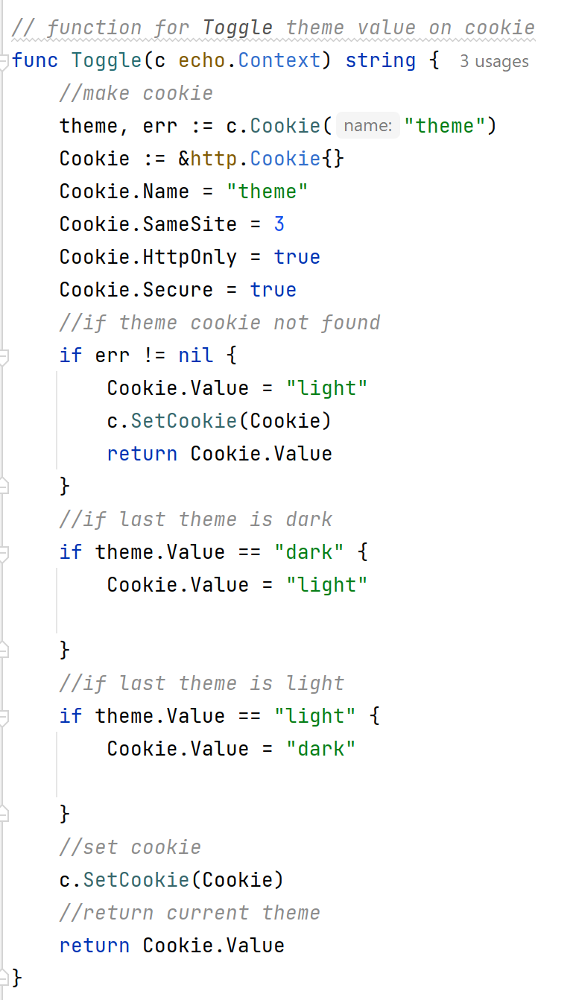 // function for Toggle theme value on cookie
func Toggle(c echo.Context) string {  3 usages
    //make cookie
    theme, err := c.Cookie( name: "theme")
    Cookie := &http.Cookie{}
    Cookie.Name = "theme"
    Cookie.SameSite = 3
    Cookie.HttpOnly = true
    Cookie.Secure = true
    //if theme cookie not found
    if err != nil {
        Cookie.Value = "light"
        c.SetCookie(Cookie)
        return Cookie.Value
    }
    //if last theme is dark
    if theme.Value == "dark" {
        Cookie.Value = "light"

    }
    //if last theme is light
    if theme.Value == "light" {
        Cookie.Value = "dark"

    }
    //set cookie
    c.SetCookie(Cookie)
    //return current theme
    return Cookie.Value
}